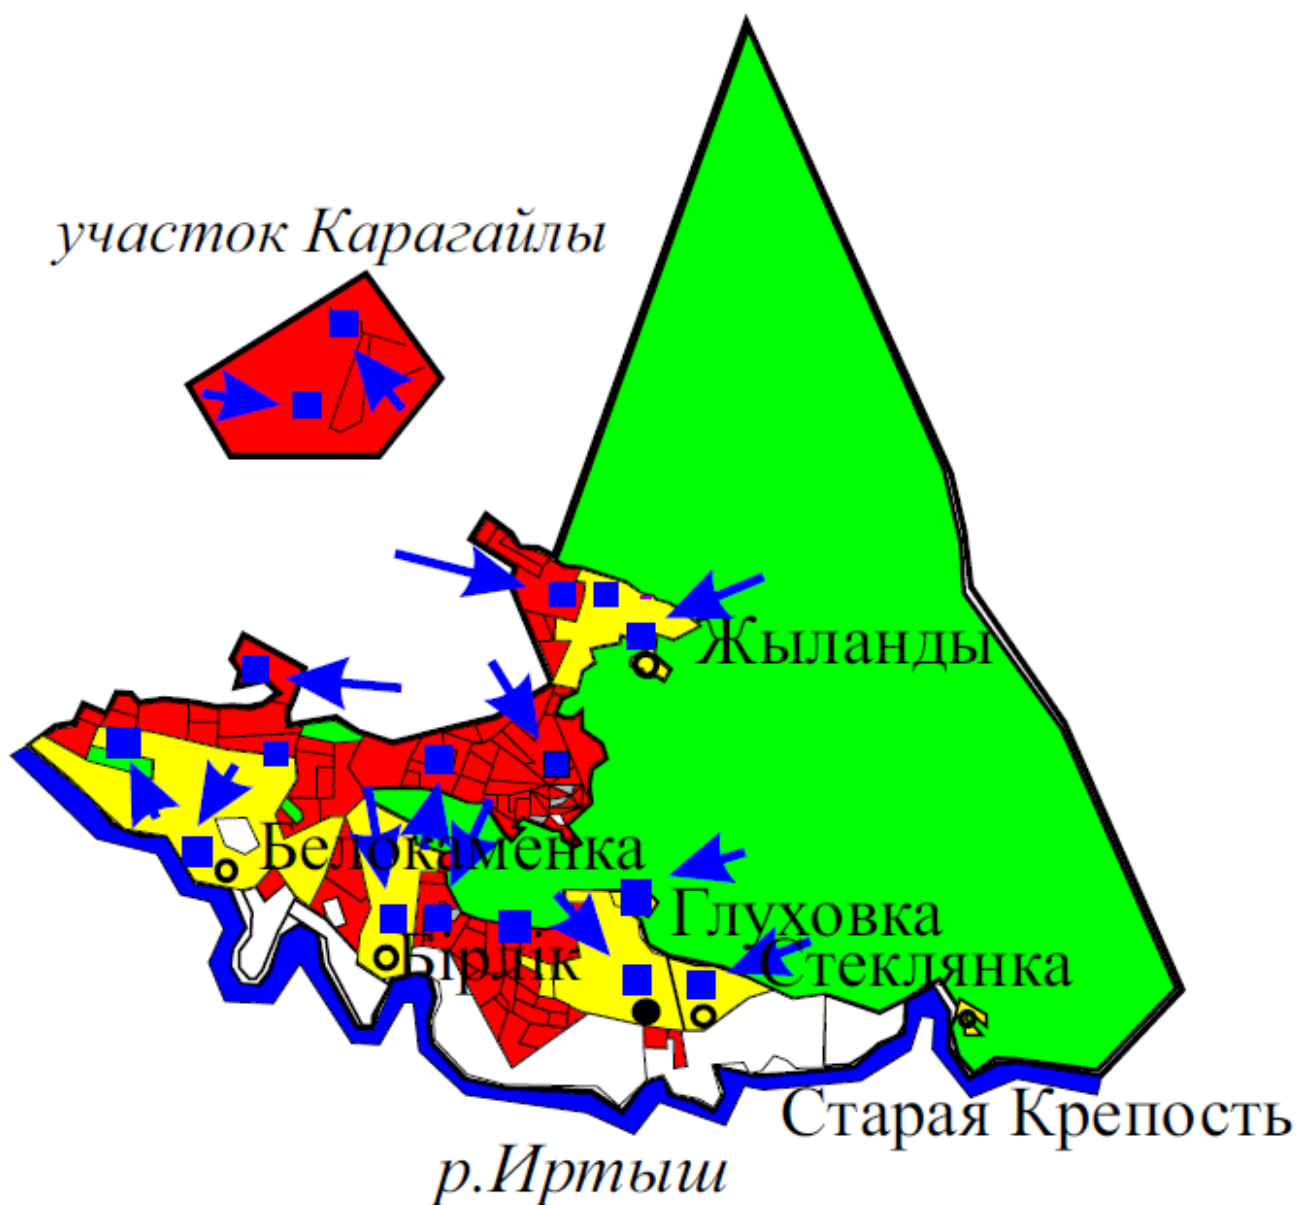 участок Карагайлы
Жыланды
Белокаменка
Глуховка
Бірлік
Стеклянка
Старая Крепость
р.Иртыш